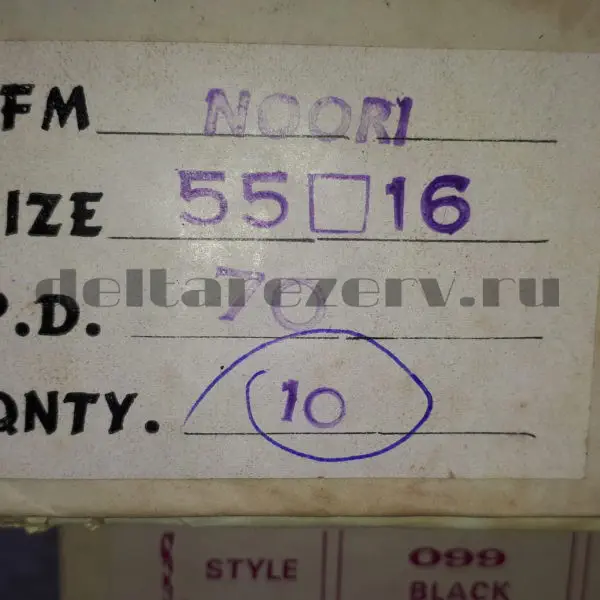 FM NOORI
IZE 55□16
deltarezerv.ru
P.D. 70
QNTY. 10
STYLE 099
BLACK